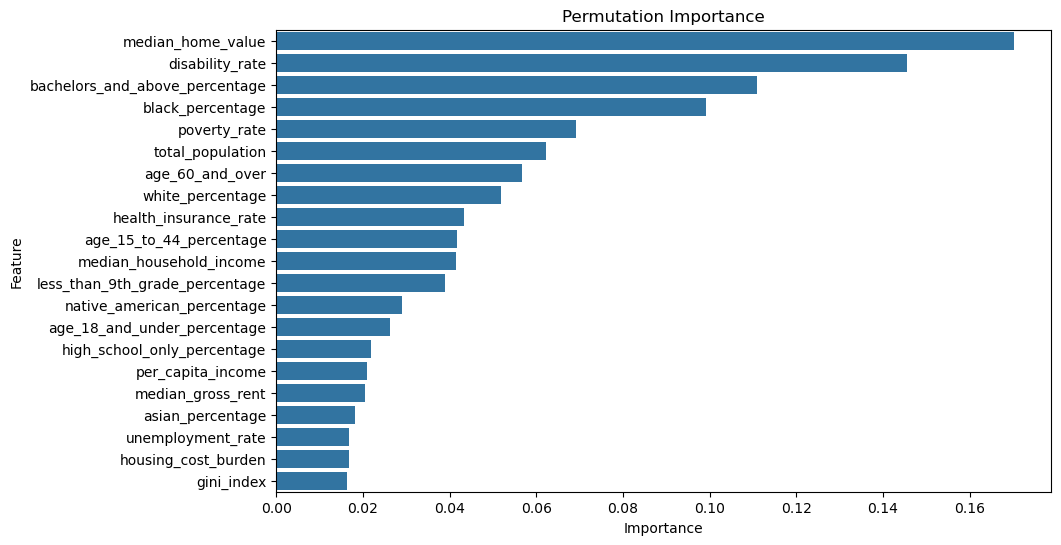 Permutation Importance
median_home_value
disability_rate
bachelors_and_above_percentage
black_percentage
poverty_rate
total_population
age_60_and_over
white_percentage
health_insurance_rate
age_15_to_44_percentage
median_household_income
less_than_9th_grade_percentage
native_american_percentage
age_18_and_under_percentage
high_school_only_percentage
per_capita_income
median_gross_rent
asian_percentage
unemployment_rate
housing_cost_burden
gini_index
Feature
0.00 0.02 0.04 0.06 0.08 0.10 0.12 0.14 0.16
Importance